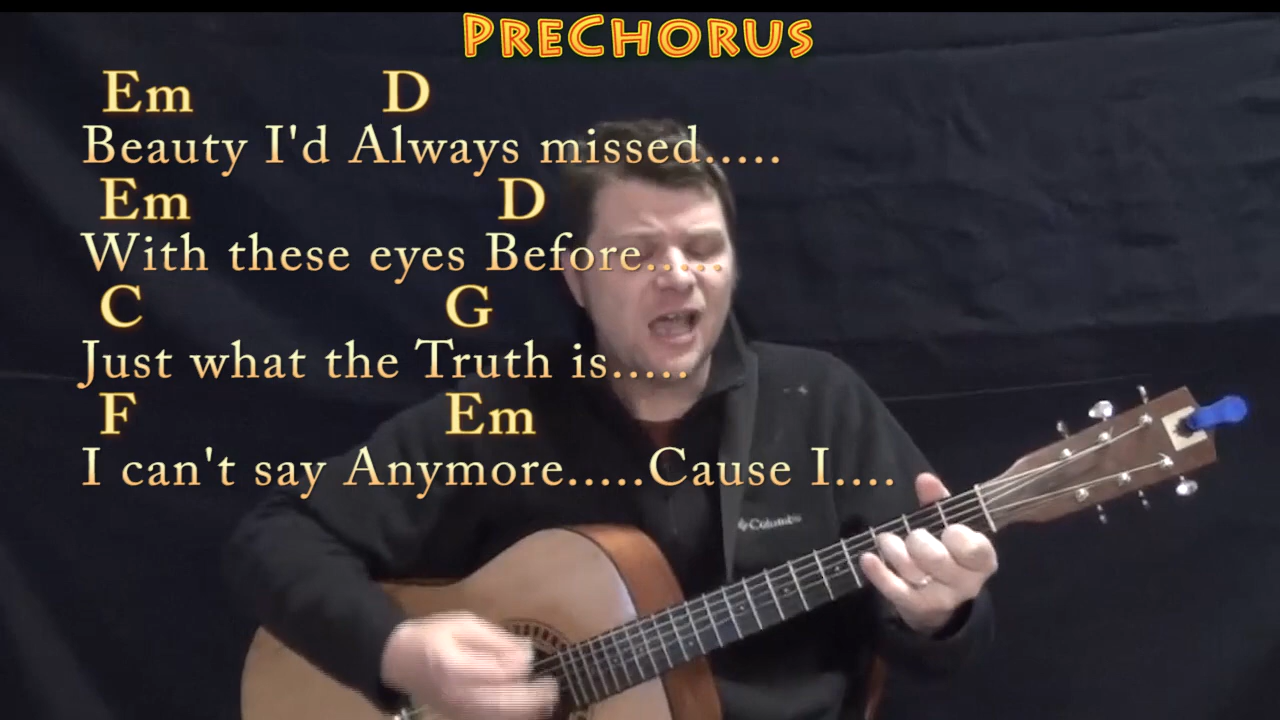 PreChorus
Em D
Beauty I'd Always missed.....
Em D
With these eyes Before.....
C G
Just what the Truth is.....
F Em
I can't say Anymore.....Cause I....
Columbia